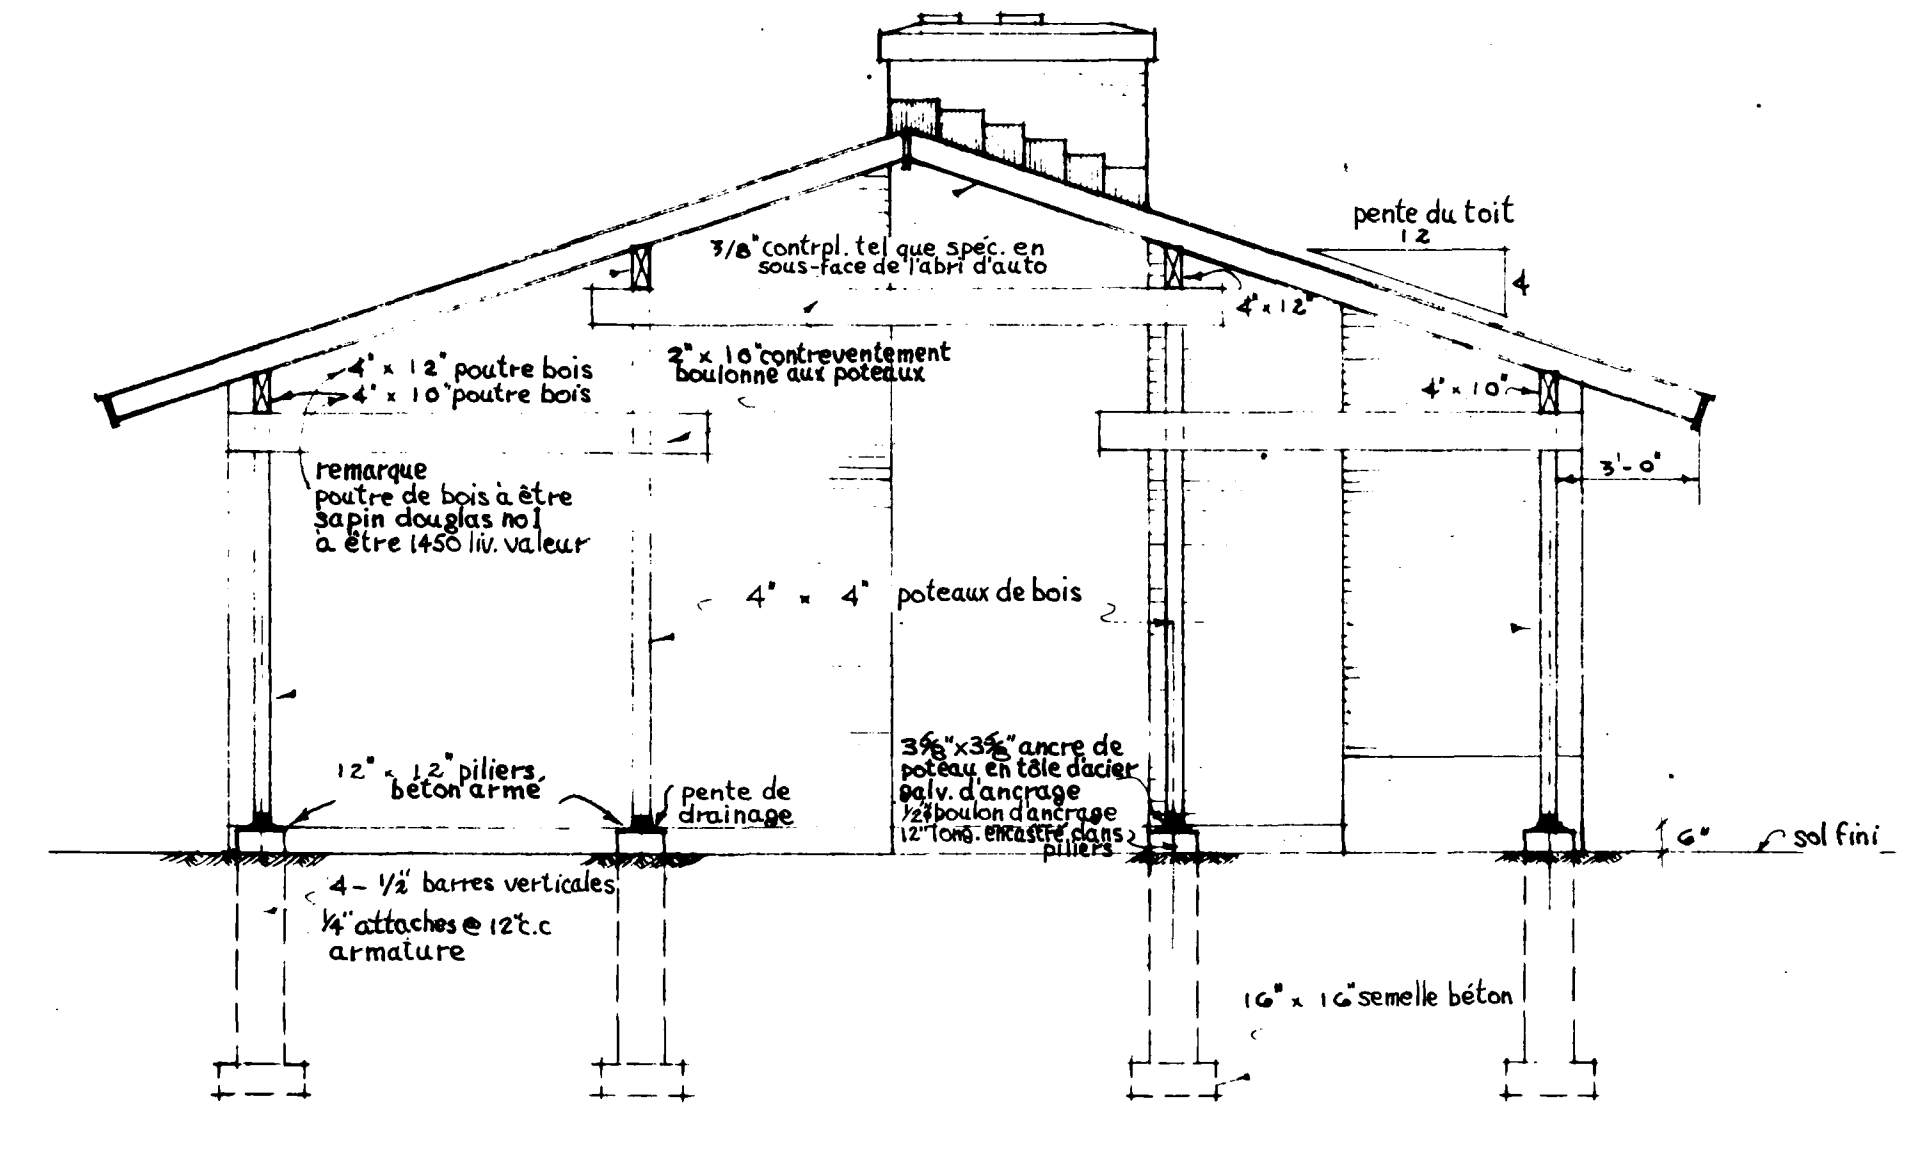 pente du toit
12
4
3/8" contrpl. tel que spéc. en
sous-face de l'abri d'auto
4" x 12"
2" x 10" contreventement
boulonné aux poteaux
4" x 12" poutre bois
4" x 10" poutre bois
4" x 10"
3'-0"
remarque
poutre de bois à être
sapin douglas no 1
à être 1450 liv. valeur
4" x 4" poteaux de bois
12" x 12" piliers
béton armé
pente de
drainage
3⅝" x 3⅝" ancre de
poteau en tôle d'acier
galv. d'ancrage
½"φ boulon d'ancrage
12" long. encastré dans
piliers
6"
sol fini
4 - ½" barres verticales
¼" attaches @ 12" c.c
armature
16" x 16" semelle béton